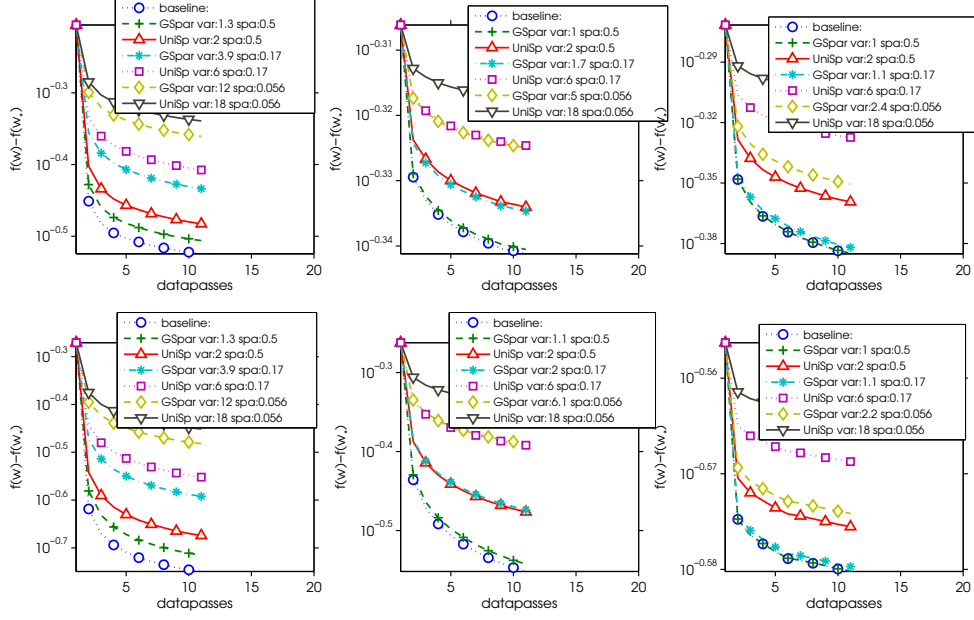 baseline:
GSpar var:1.3 spa:0.5
UniSp var:2 spa:0.5
GSpar var:3.9 spa:0.17
UniSp var:6 spa:0.17
GSpar var:12 spa:0.056
UniSp var:18 spa:0.056
10^−0.3
10^−0.4
10^−0.5
f(w)−f(w*)
5 10 15 20
datapasses
baseline:
GSpar var:1 spa:0.5
UniSp var:2 spa:0.5
GSpar var:1.7 spa:0.17
UniSp var:6 spa:0.17
GSpar var:5 spa:0.056
UniSp var:18 spa:0.056
10^−0.31
10^−0.32
10^−0.33
10^−0.34
f(w)−f(w*)
5 10 15 20
datapasses
baseline:
GSpar var:1 spa:0.5
UniSp var:2 spa:0.5
GSpar var:1.1 spa:0.17
UniSp var:6 spa:0.17
GSpar var:2.4 spa:0.056
UniSp var:18 spa:0.056
10^−0.29
10^−0.32
10^−0.35
10^−0.38
f(w)−f(w*)
5 10 15 20
datapasses
baseline:
GSpar var:1.3 spa:0.5
UniSp var:2 spa:0.5
GSpar var:3.9 spa:0.17
UniSp var:6 spa:0.17
GSpar var:12 spa:0.056
UniSp var:18 spa:0.056
10^−0.3
10^−0.4
10^−0.5
10^−0.6
10^−0.7
f(w)−f(w*)
5 10 15 20
datapasses
baseline:
GSpar var:1.1 spa:0.5
UniSp var:2 spa:0.5
GSpar var:2 spa:0.17
UniSp var:6 spa:0.17
GSpar var:6.1 spa:0.056
UniSp var:18 spa:0.056
10^−0.3
10^−0.4
10^−0.5
f(w)−f(w*)
5 10 15 20
datapasses
baseline:
GSpar var:1 spa:0.5
UniSp var:2 spa:0.5
GSpar var:1.1 spa:0.17
UniSp var:6 spa:0.17
GSpar var:2.2 spa:0.056
UniSp var:18 spa:0.056
10^−0.56
10^−0.57
10^−0.58
f(w)−f(w*)
5 10 15 20
datapasses